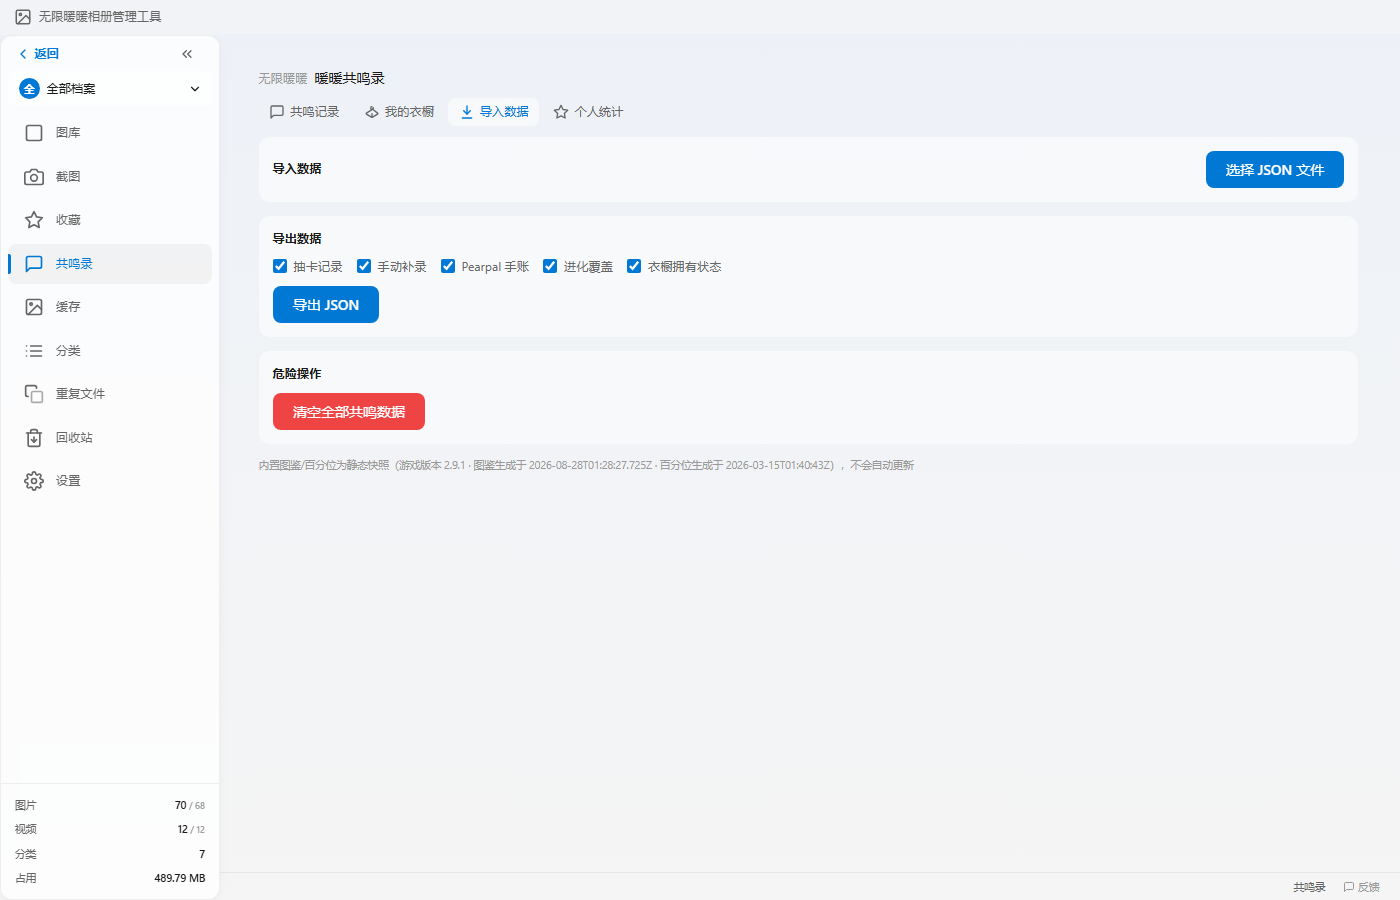 无限暖暖相册管理工具
返回
全 全部档案
图库
截图
收藏
共鸣录
缓存
分类
重复文件
回收站
设置
图片 70 / 68
视频 12 / 12
分类 7
占用 489.79 MB
无限暖暖 暖暖共鸣录
共鸣记录 我的衣橱 导入数据 个人统计
导入数据 选择 JSON 文件
导出数据
抽卡记录 手动补录 Pearpal 手账 进化覆盖 衣橱拥有状态
导出 JSON
危险操作
清空全部共鸣数据
内置图鉴/百分位为静态快照（游戏版本 2.9.1 · 图鉴生成于 2026-08-28T01:28:27.725Z · 百分位生成于 2026-03-15T01:40:43Z），不会自动更新
共鸣录 反馈